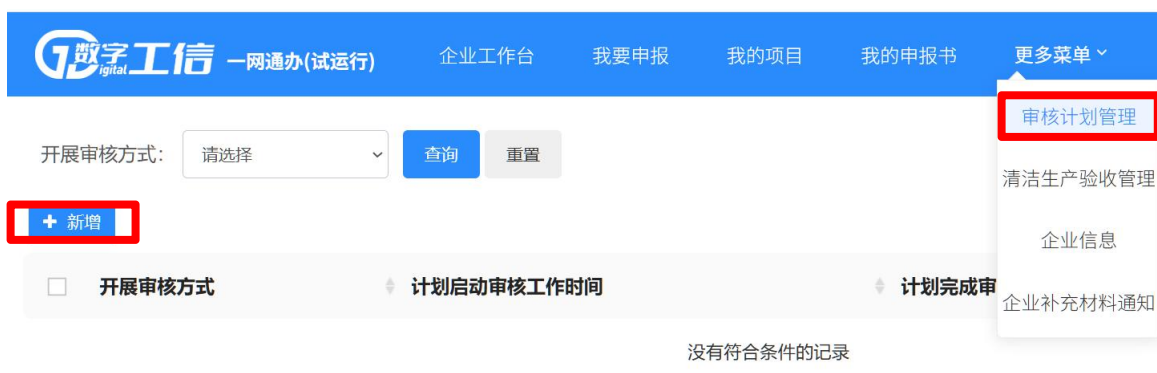 数字工信 igital 一网通办(试运行) 企业工作台 我要申报 我的项目 我的申报书 更多菜单
审核计划管理
开展审核方式: 请选择 查询 重置
清洁生产验收管理
+ 新增
企业信息
开展审核方式 计划启动审核工作时间 计划完成审
企业补充材料通知
没有符合条件的记录